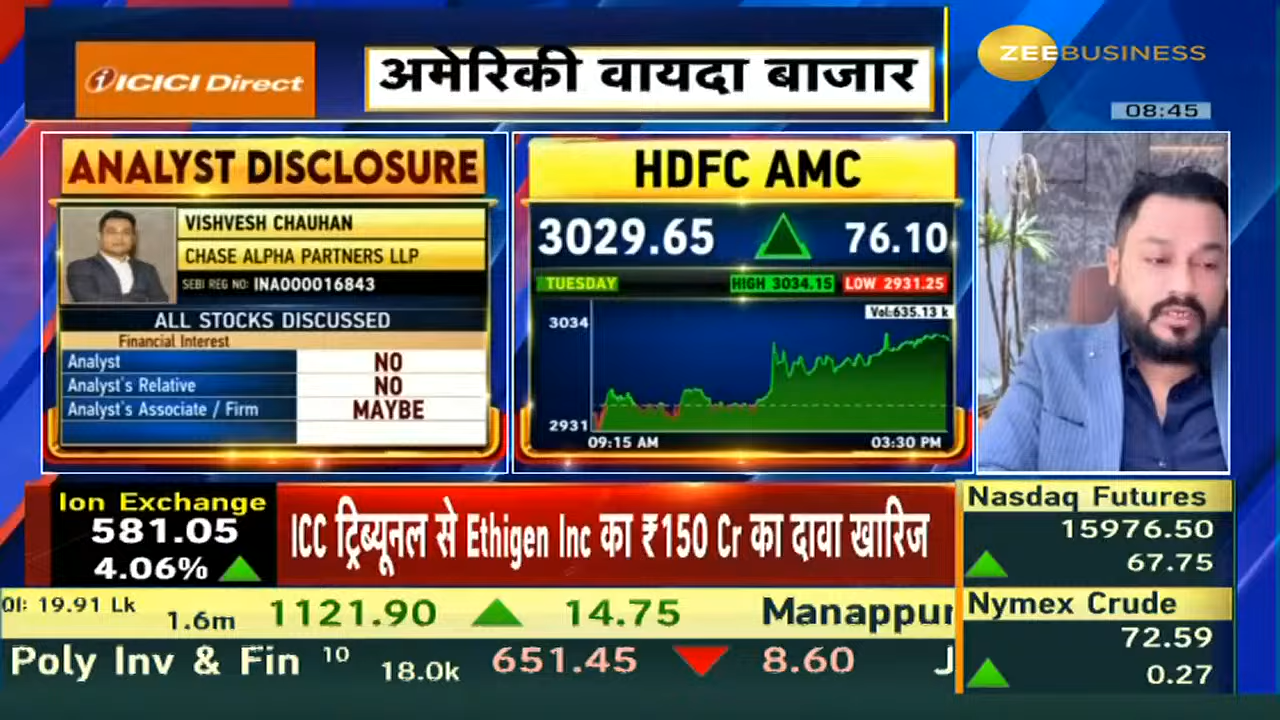 ICICI Direct
अमेरिकी वायदा बाजार
ZEEBUSINESS
08:45
ANALYST DISCLOSURE
VISHVESH CHAUHAN
CHASE ALPHA PARTNERS LLP
SEBI REG NO: INA000016843
ALL STOCKS DISCUSSED
Financial Interest
Analyst NO
Analyst's Relative NO
Analyst's Associate / Firm MAYBE
HDFC AMC
3029.65 76.10
TUESDAY HIGH 3034.15 LOW 2931.25
Vol:635.13 k
3034
2931
09:15 AM 03:30 PM
Ion Exchange
581.05
4.06%
ICC ट्रिब्यूनल से Ethigen Inc का ₹150 Cr का दावा खारिज
Nasdaq Futures
15976.50
67.75
Nymex Crude
72.59
0.27
OI: 19.91 Lk 1.6m 1121.90 14.75 Manappur
Poly Inv & Fin 10 18.0k 651.45 8.60 J